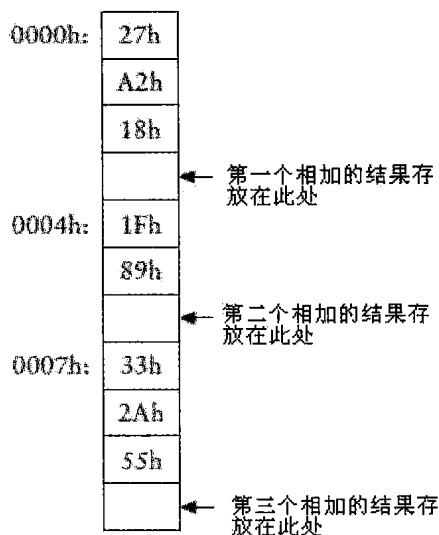 0000h: 27h
A2h
18h
第一个相加的结果存
放在此处
0004h: 1Fh
89h
第二个相加的结果存
放在此处
0007h: 33h
2Ah
55h
第三个相加的结果存
放在此处